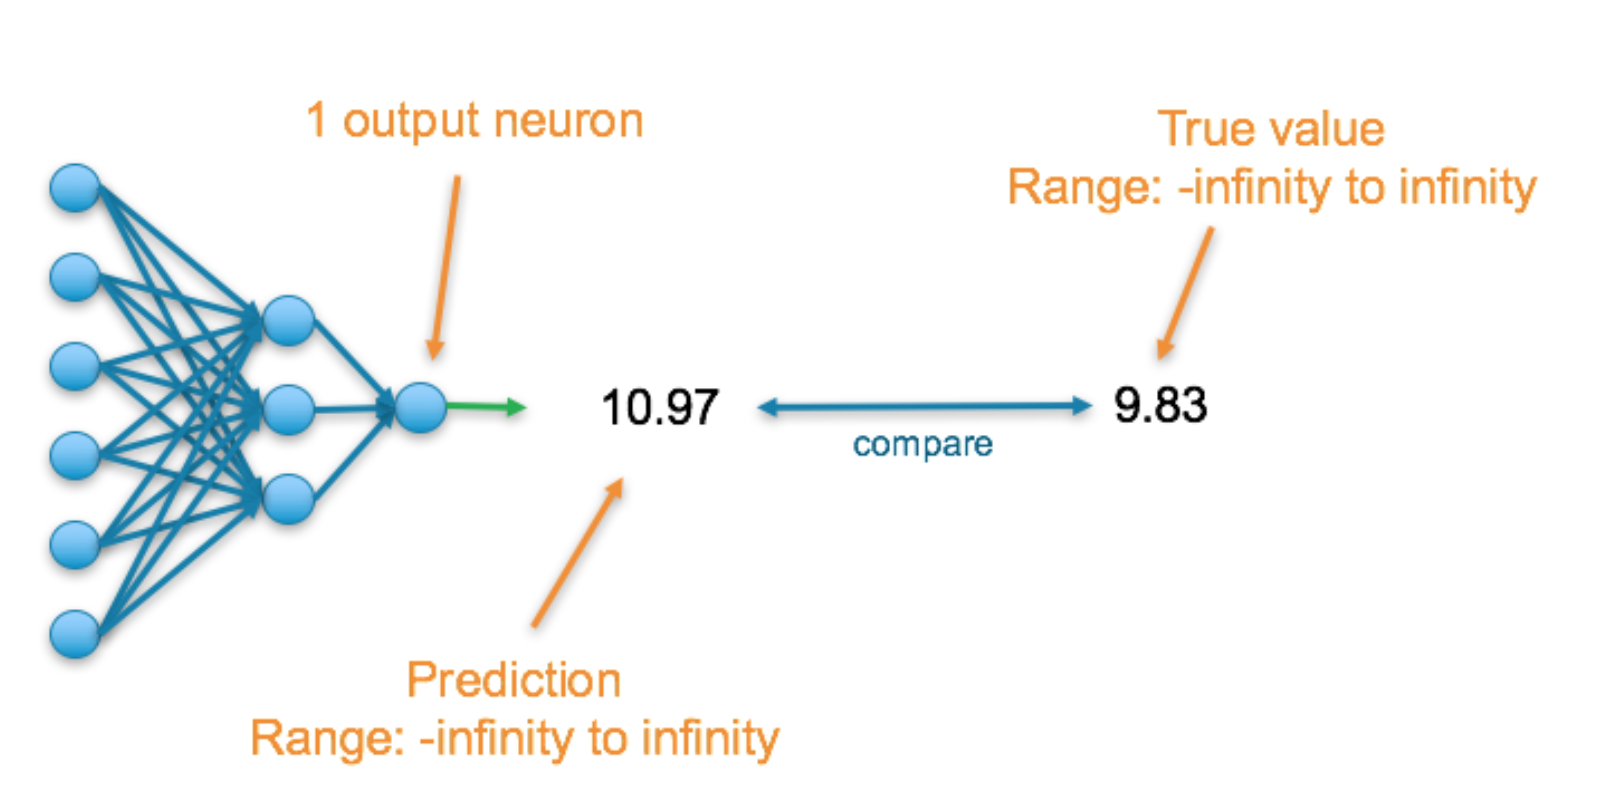 1 output neuron
True value
Range: -infinity to infinity
10.97
9.83
compare
Prediction
Range: -infinity to infinity